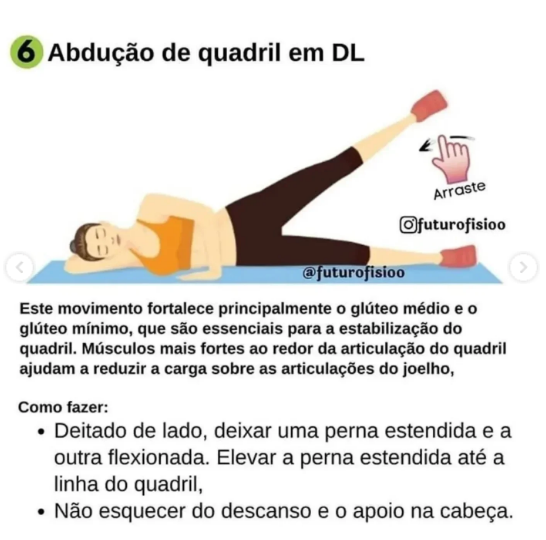 6 Abdução de quadril em DL
Arraste
futurofisioo
@futurofisioo
Este movimento fortalece principalmente o glúteo médio e o
glúteo mínimo, que são essenciais para a estabilização do
quadril. Músculos mais fortes ao redor da articulação do quadril
ajudam a reduzir a carga sobre as articulações do joelho,
Como fazer:
• Deitado de lado, deixar uma perna estendida e a
outra flexionada. Elevar a perna estendida até a
linha do quadril,
• Não esquecer do descanso e o apoio na cabeça.